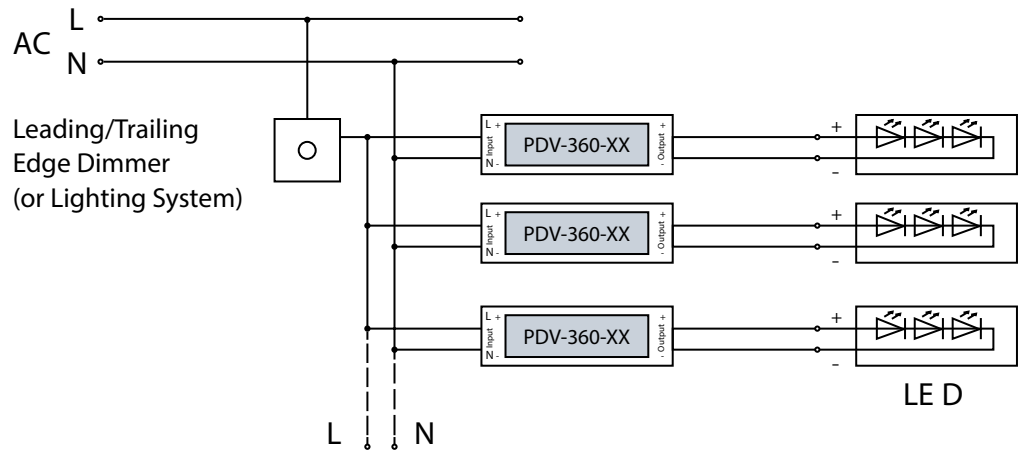 L
AC
N
Leading/Trailing
Edge Dimmer
(or Lighting System)
L +
Input
N -
PDV-360-XX
+
Output
-
+
–
L +
Input
N -
PDV-360-XX
+
Output
-
+
–
L +
Input
N -
PDV-360-XX
+
Output
-
+
–
LE D
L N